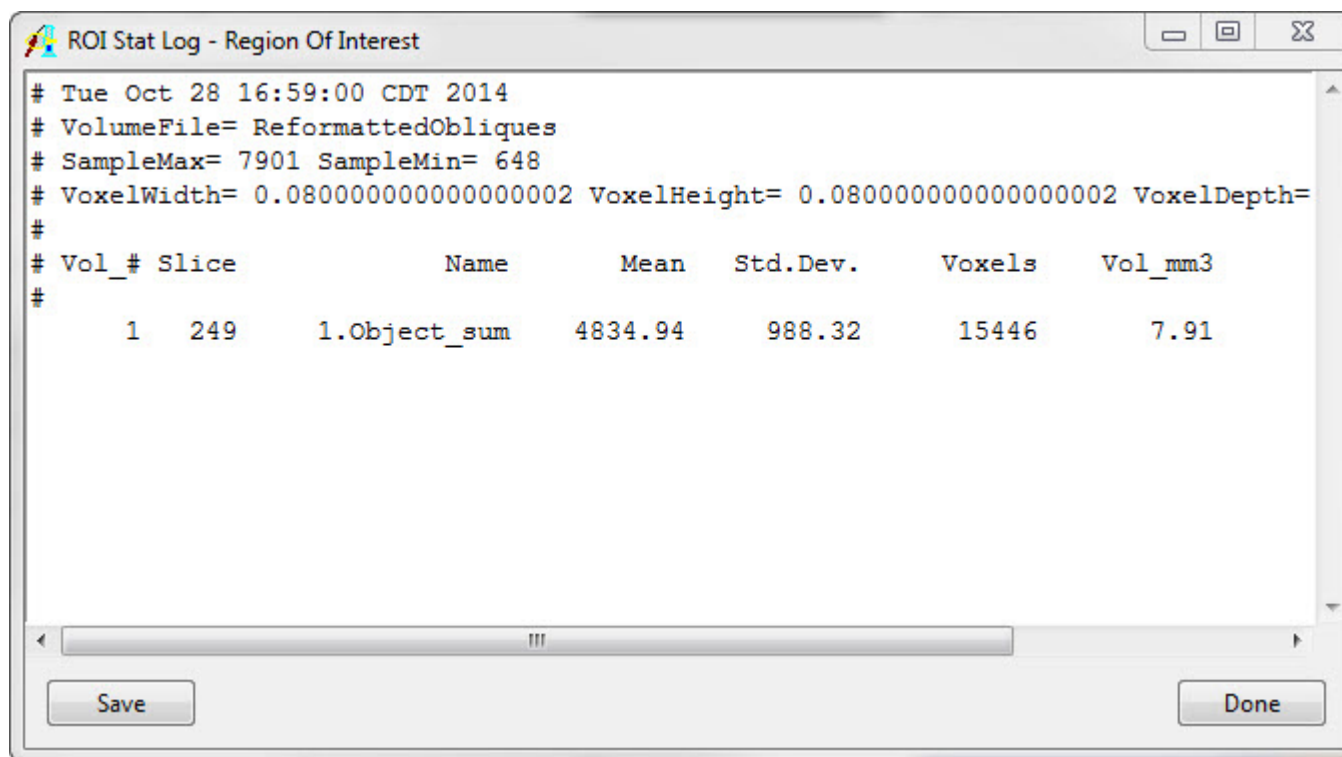 ROI Stat Log - Region Of Interest
# Tue Oct 28 16:59:00 CDT 2014
# VolumeFile= ReformattedObliques
# SampleMax= 7901 SampleMin= 648
# VoxelWidth= 0.080000000000000002 VoxelHeight= 0.080000000000000002 VoxelDepth=
#
# Vol_# Slice Name Mean Std.Dev. Voxels Vol_mm3
#
1 249 1.Object_sum 4834.94 988.32 15446 7.91
Save Done